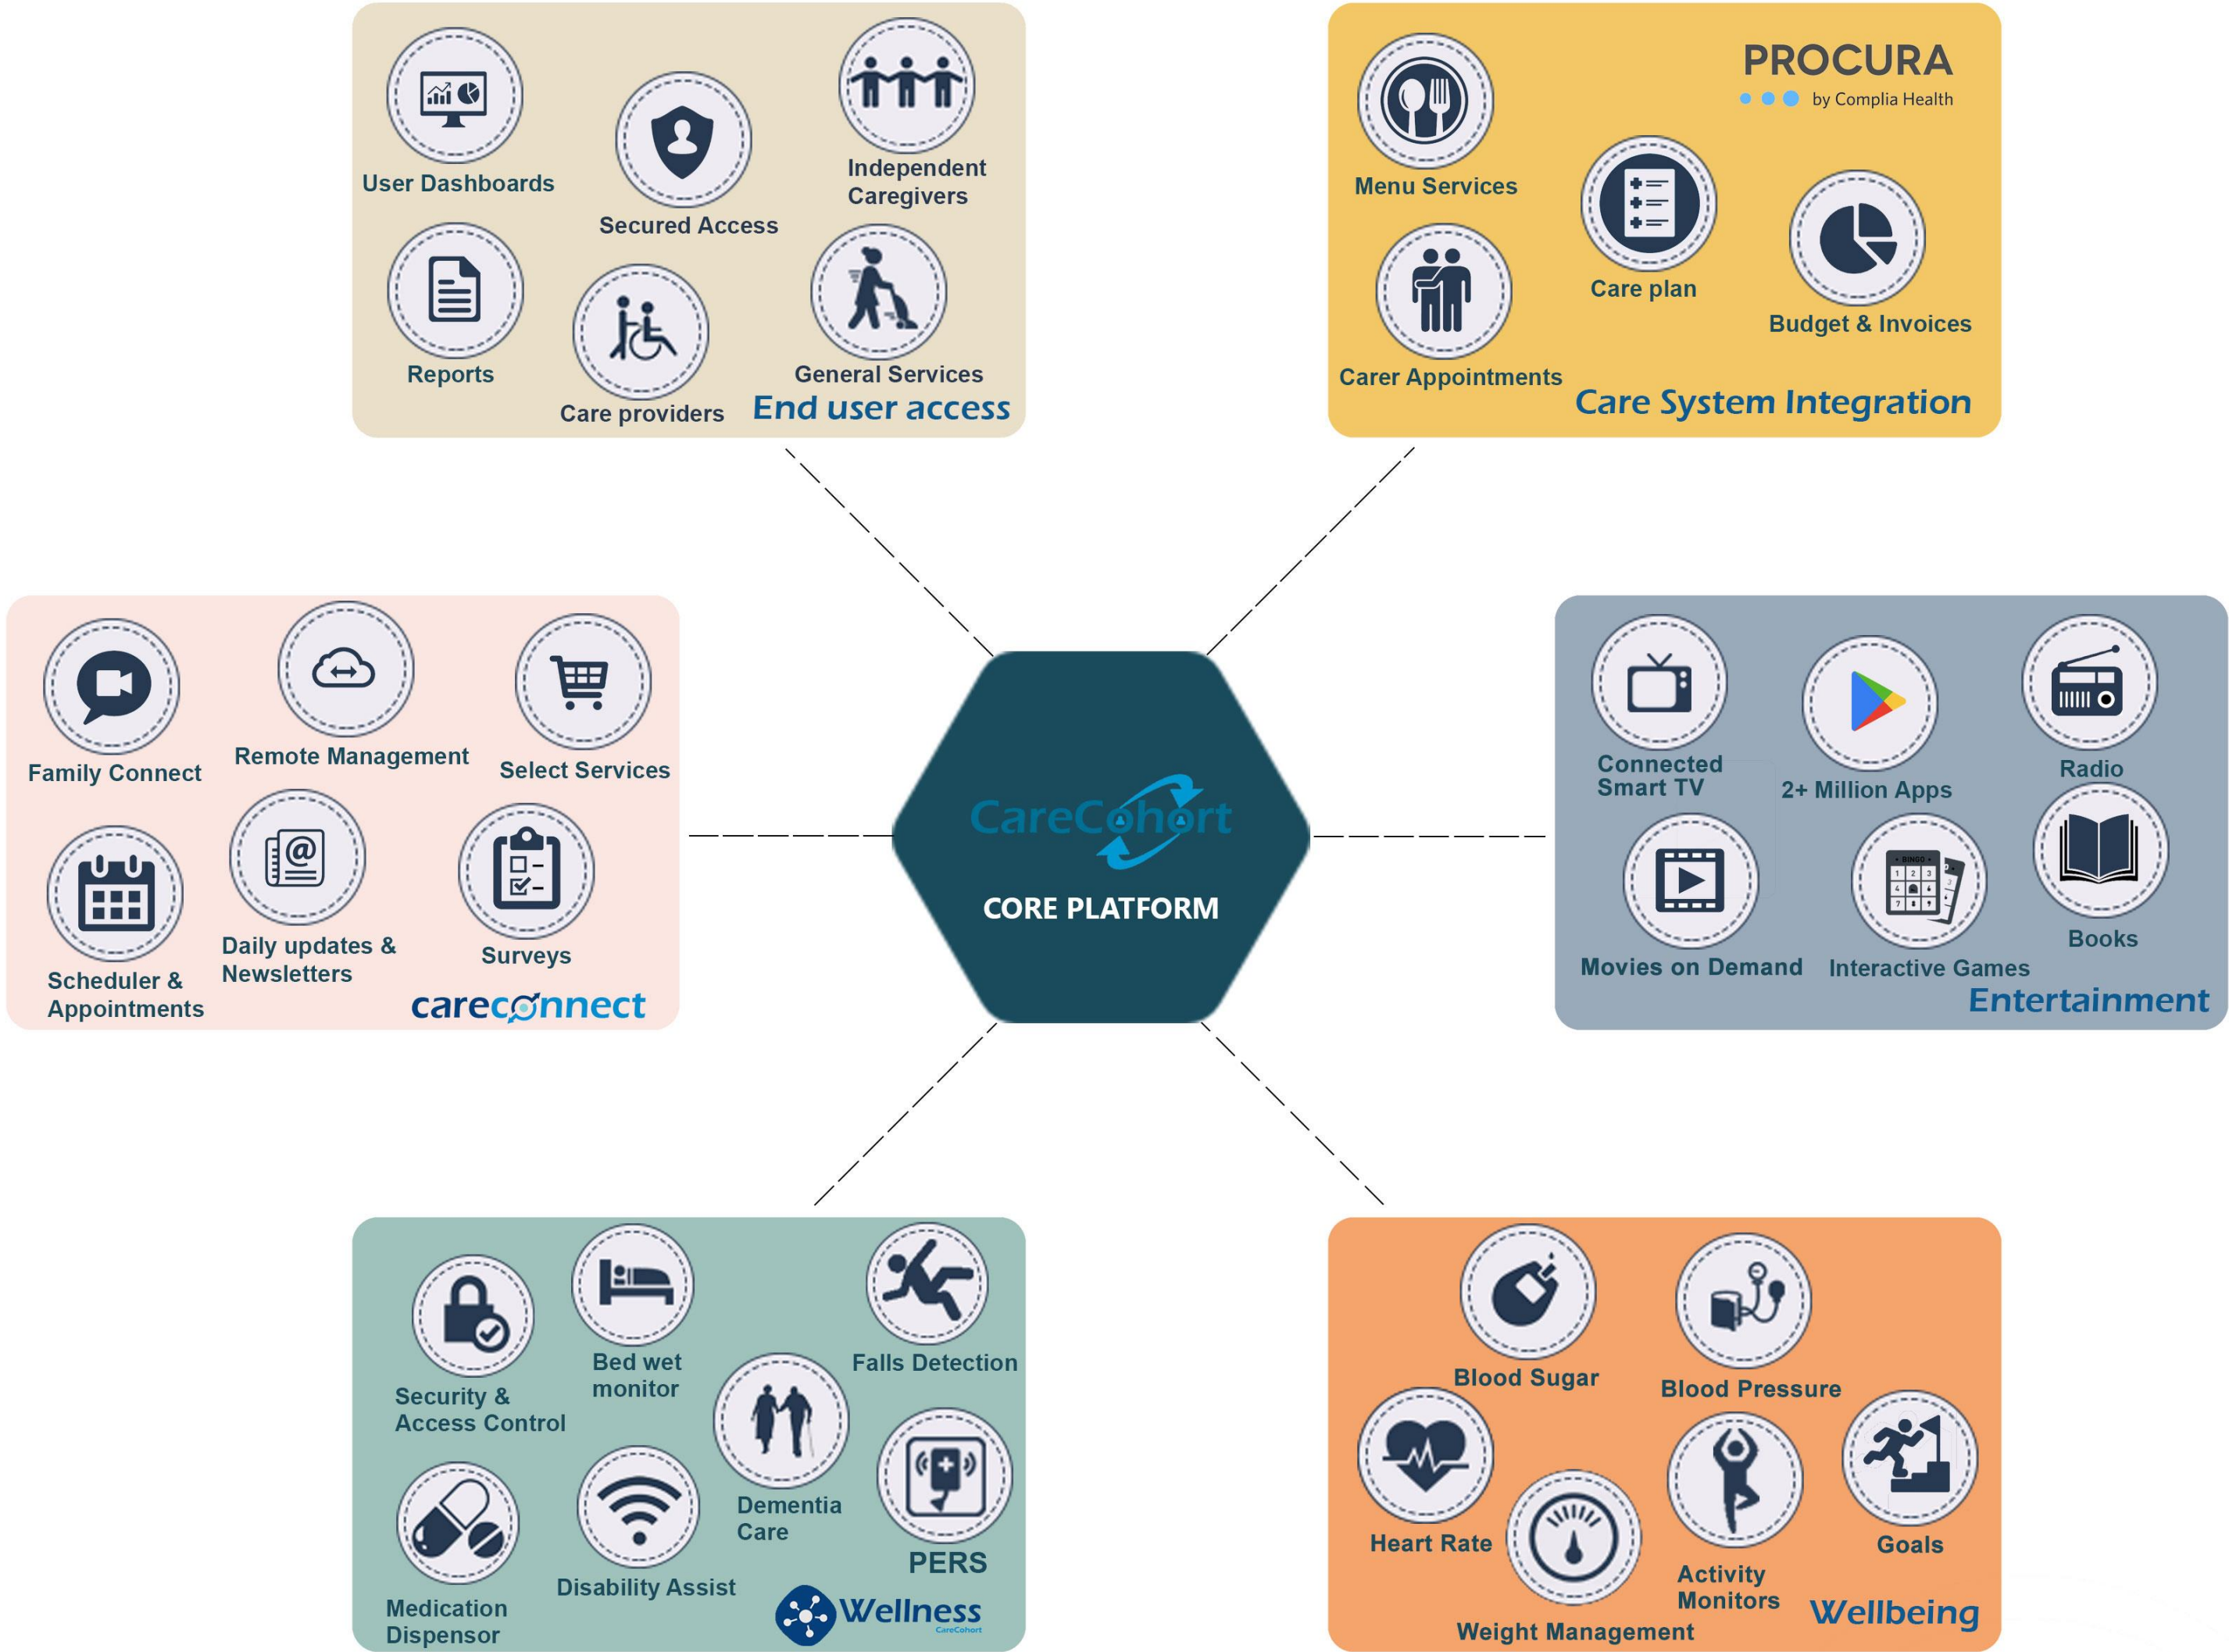 User Dashboards
Secured Access
Independent
Caregivers
Reports
Care providers
General Services
End user access
PROCURA
by Complia Health
Menu Services
Care plan
Budget & Invoices
Carer Appointments
Care System Integration
Family Connect
Remote Management
Select Services
Scheduler &
Appointments
Daily updates &
Newsletters
@
Surveys
careconnect
CareCohort
CORE PLATFORM
Connected
Smart TV
2+ Million Apps
Radio
Movies on Demand
BINGO
Interactive Games
Books
Entertainment
Security &
Access Control
Bed wet
monitor
Falls Detection
Medication
Dispensor
Disability Assist
Dementia
Care
PERS
Wellness
CareCohort
Blood Sugar
Blood Pressure
Heart Rate
Weight Management
Activity
Monitors
Goals
Wellbeing